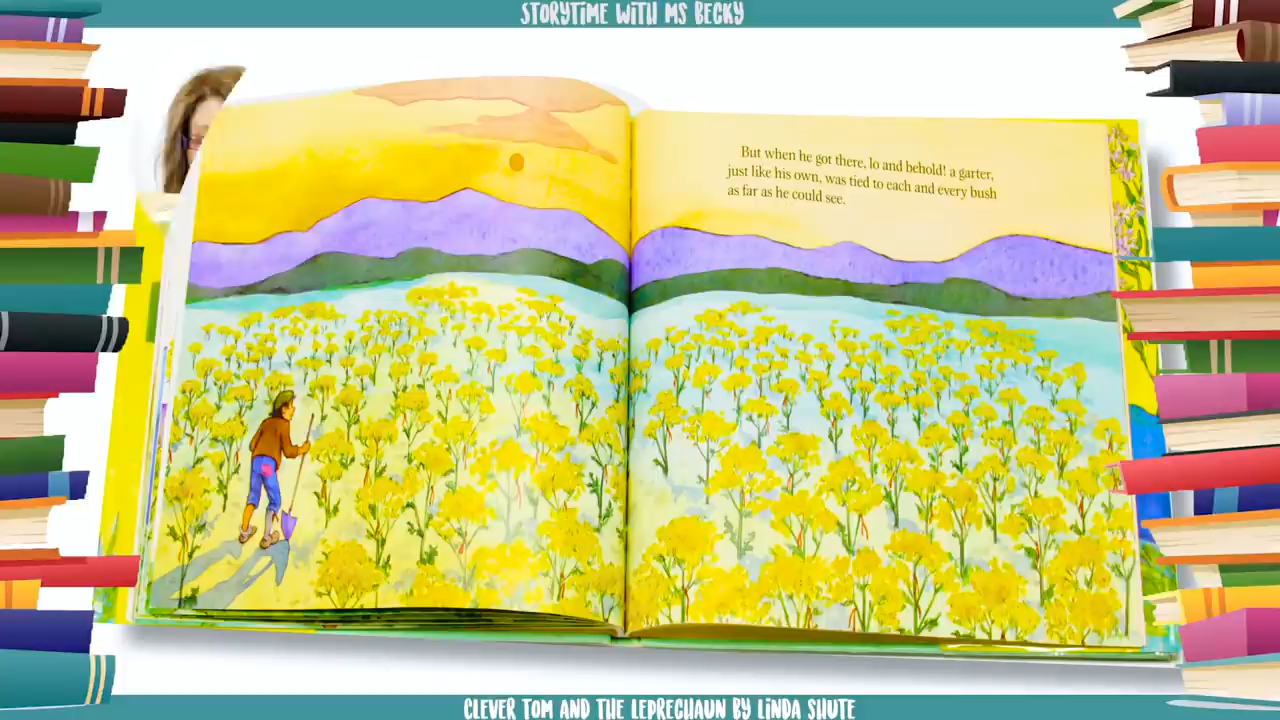 STORYTIME WITH MS BECKY
But when he got there, lo and behold! a garter,
just like his own, was tied to each and every bush
as far as he could see.
CLEVER TOM AND THE LEPRECHAUN BY LINDA SHUTE